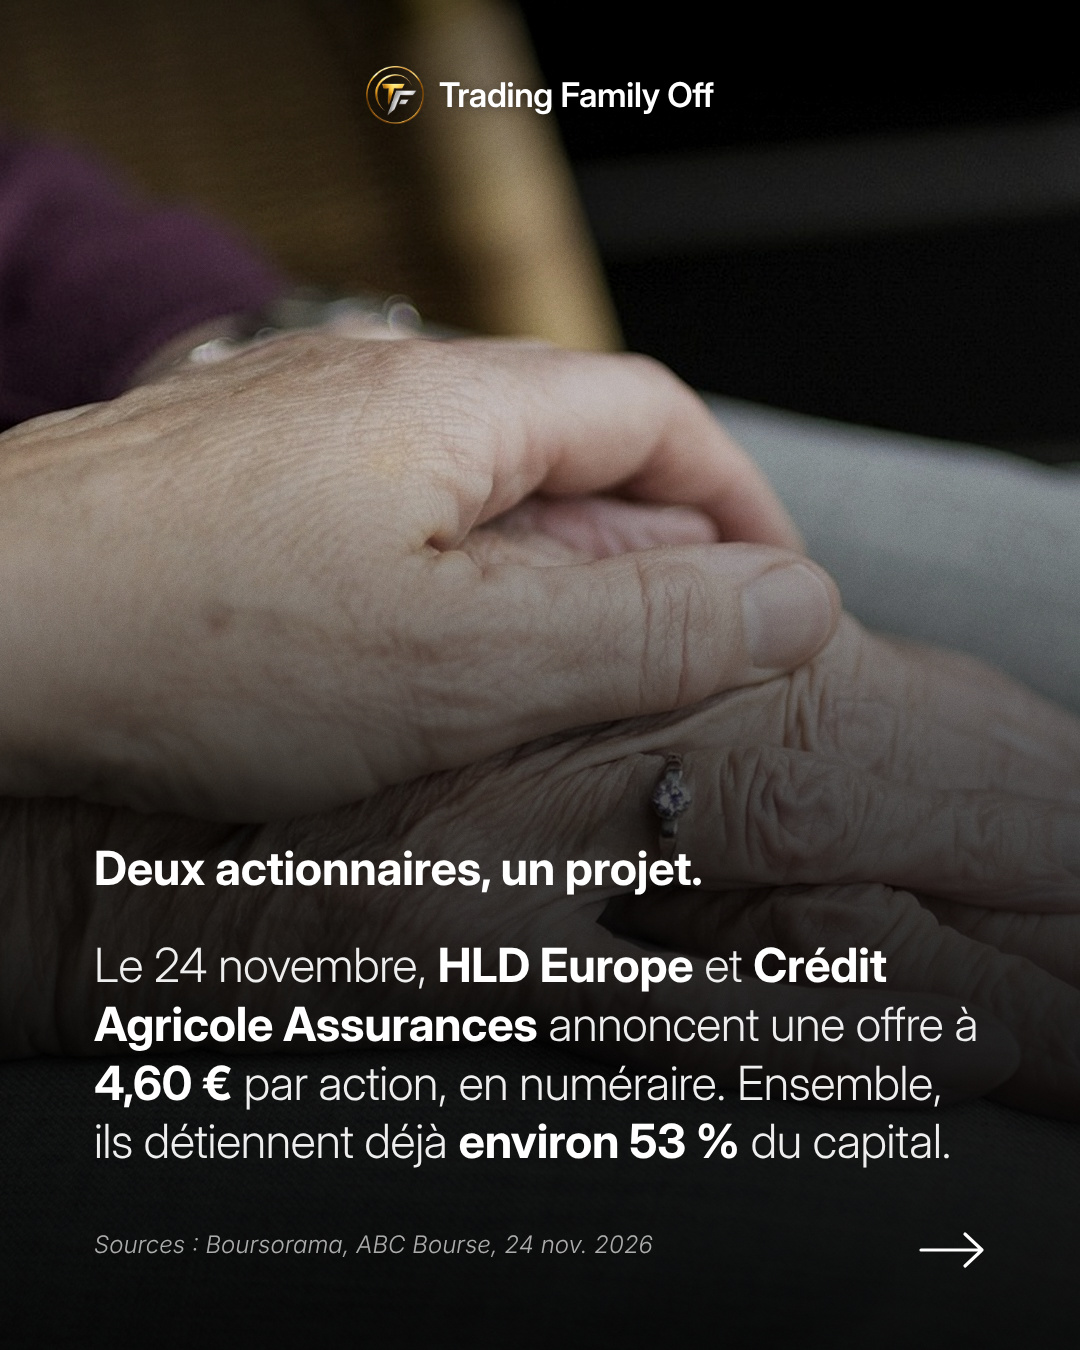 TF Trading Family Off
Deux actionnaires, un projet.
Le 24 novembre, HLD Europe et Crédit
Agricole Assurances annoncent une offre à
4,60 € par action, en numéraire. Ensemble,
ils détiennent déjà environ 53 % du capital.
Sources : Boursorama, ABC Bourse, 24 nov. 2026